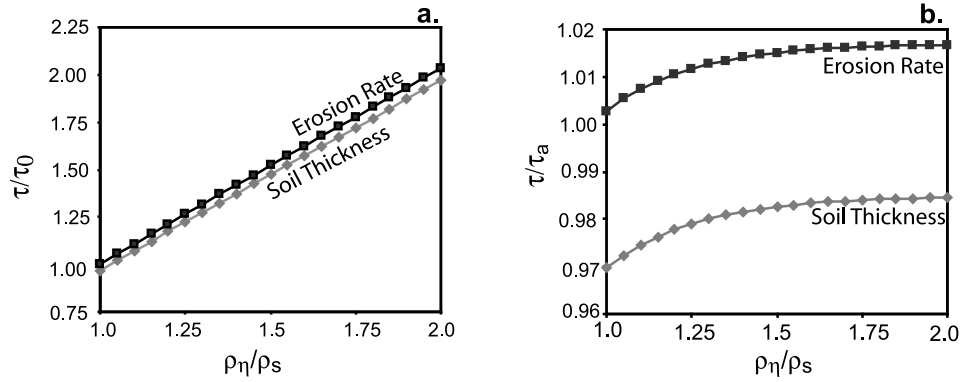 a.
2.25
2.00
1.75
1.50
1.25
1.00
0.75
τ/τ0
Erosion Rate
Soil Thickness
1.0
1.25
1.5
1.75
2.0
ρη/ρs
b.
1.02
1.01
1.00
0.99
0.98
0.97
0.96
τ/τa
Erosion Rate
Soil Thickness
1.0
1.25
1.5
1.75
2.0
ρη/ρs